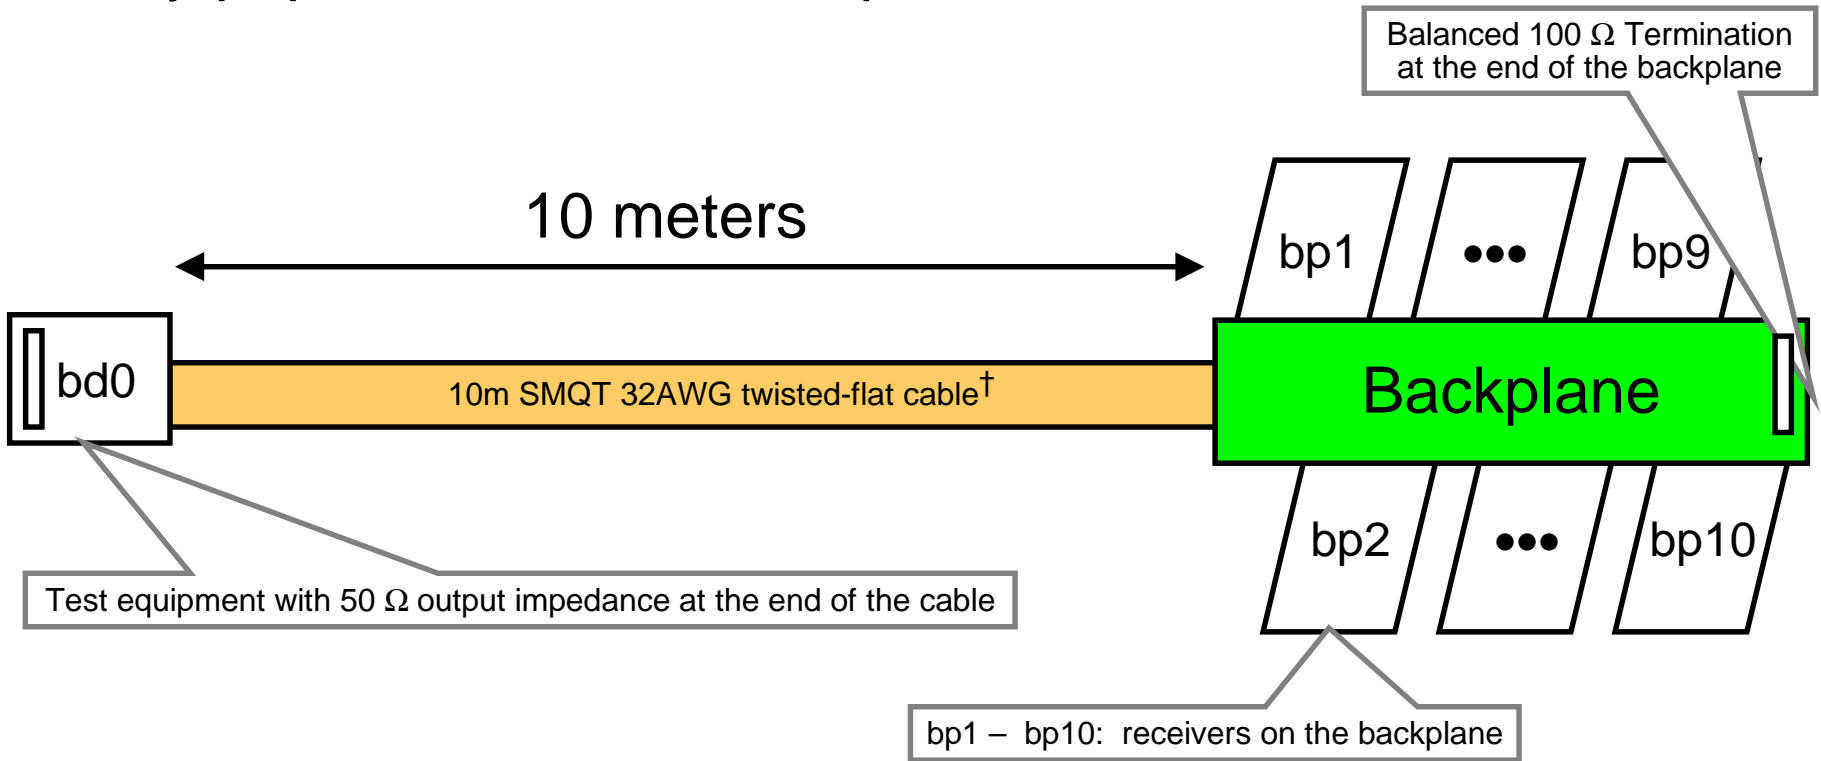 Balanced 100 Ω Termination
at the end of the backplane
10 meters
bp1
•••
bp9
bd0
10m SMQT 32AWG twisted-flat cable†
Backplane
bp2
•••
bp10
Test equipment with 50 Ω output impedance at the end of the cable
bp1 – bp10: receivers on the backplane